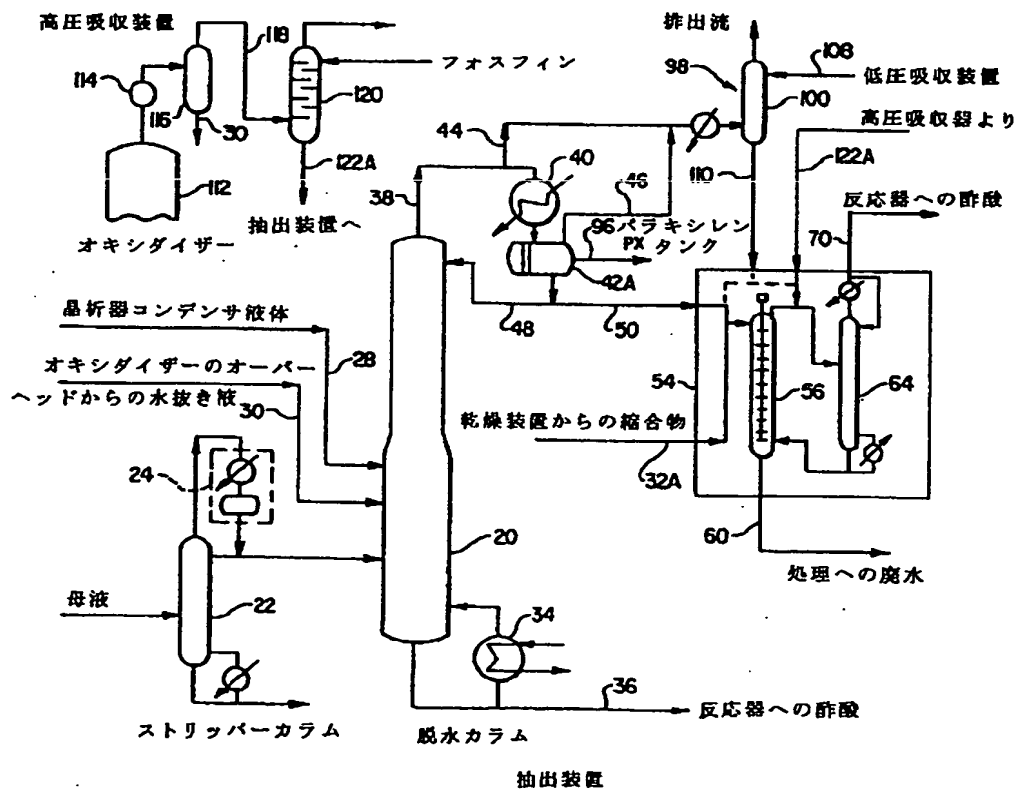 高圧吸収装置
118
排出流
114
フォスフィン
98
108
低圧吸収装置
116
30
120
100
高圧吸収器より
44
40
112
122A
38
46
110
122A
反応器への酢酸
オキシダイザー
抽出装置へ
96
パラキシレン
PX タンク
70
42A
晶析器コンデンサ液体
48
50
28
オキシダイザーのオーバー
ヘッドからの水抜き液
30
54
56
64
乾燥装置からの縮合物
24
32A
20
60
処理への廃水
母液
22
34
36
反応器への酢酸
ストリッパーカラム
脱水カラム
抽出装置